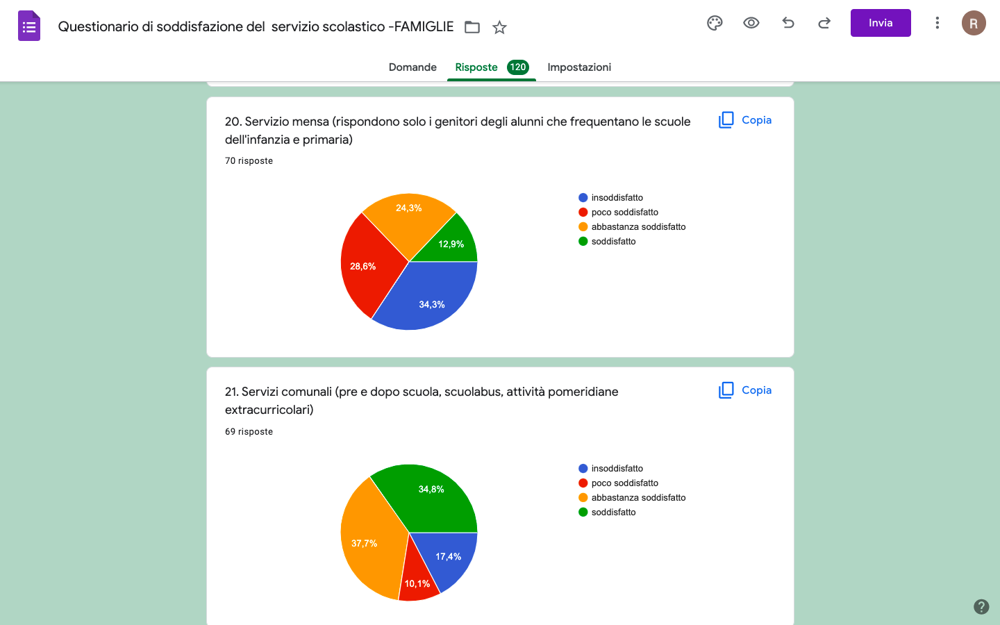 Questionario di soddisfazione del  servizio scolastico -FAMIGLIE
Invia
R
Domande
Risposte 120
Impostazioni
20. Servizio mensa (rispondono solo i genitori degli alunni che frequentano le scuole
dell'infanzia e primaria)
Copia
70 risposte
24,3%
12,9%
28,6%
34,3%
insoddisfatto
poco soddisfatto
abbastanza soddisfatto
soddisfatto
21. Servizi comunali (pre e dopo scuola, scuolabus, attività pomeridiane
extracurricolari)
Copia
69 risposte
34,8%
37,7%
17,4%
10,1%
insoddisfatto
poco soddisfatto
abbastanza soddisfatto
soddisfatto
?